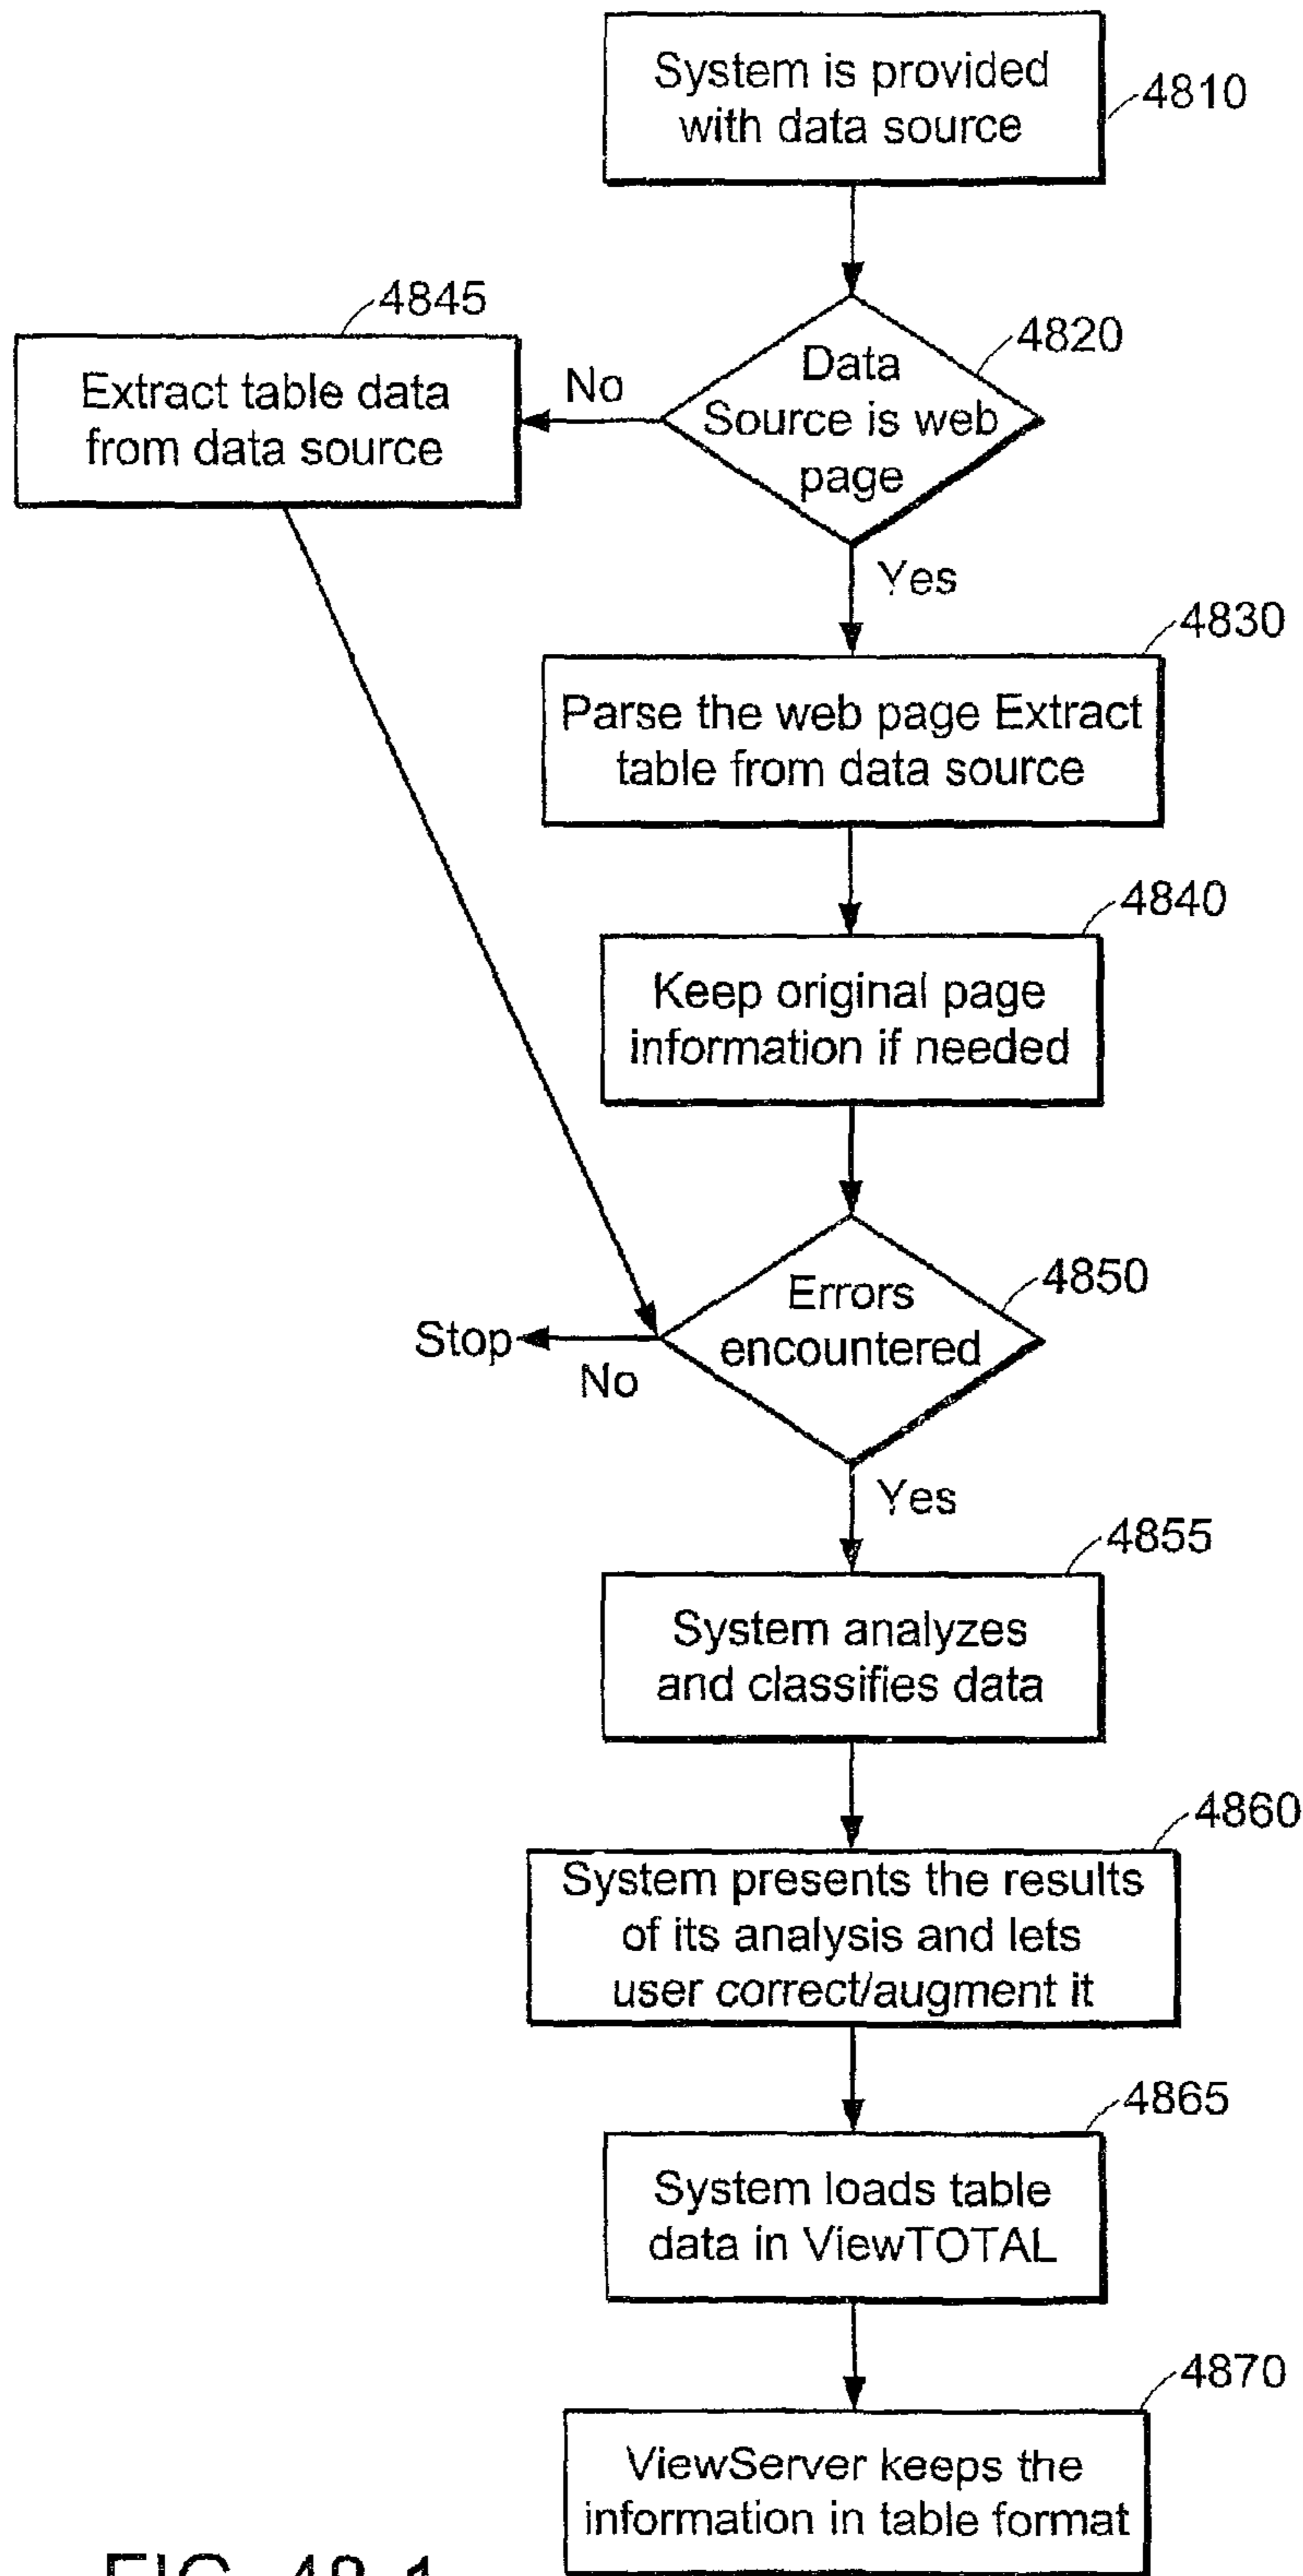 System is provided
with data source
4810
4845
Extract table data
from data source
No
Data
Source is web
page
4820
Yes
4830
Parse the web page Extract
table from data source
4840
Keep original page
information if needed
Errors
encountered
4850
Stop
No
Yes
4855
System analyzes
and classifies data
4860
System presents the results
of its analysis and lets
user correct/augment it
4865
System loads table
data in ViewTOTAL
4870
ViewServer keeps the
information in table format
FIG. 48-1